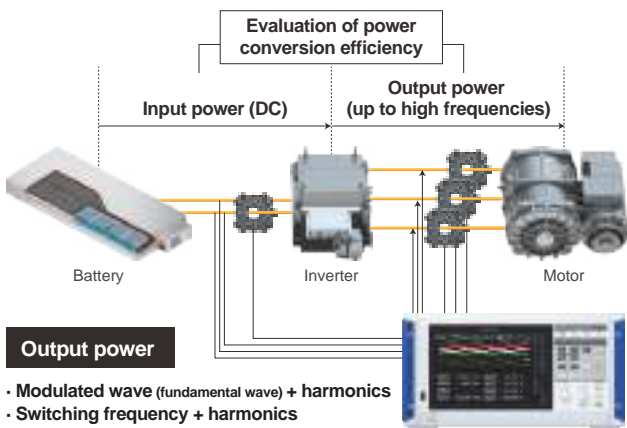 Evaluation of power
conversion efficiency
Input power (DC)
Output power
(up to high frequencies)
Battery
Inverter
Motor
Output power
· Modulated wave (fundamental wave) + harmonics
· Switching frequency + harmonics